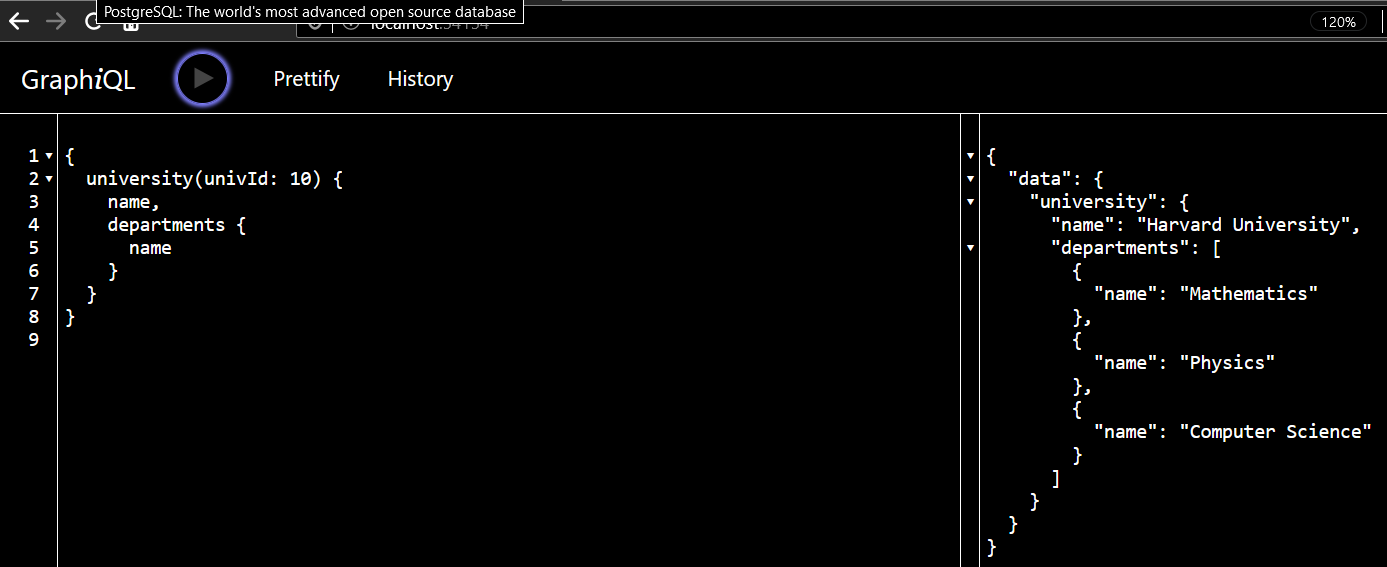 PostgreSQL: The world's most advanced open source database
120%
GraphiQL Prettify History
1 {
2 university(univId: 10) {
3 name,
4 departments {
5 name
6 }
7 }
8 }
9
{
"data": {
"university": {
"name": "Harvard University",
"departments": [
{
"name": "Mathematics"
},
{
"name": "Physics"
},
{
"name": "Computer Science"
}
]
}
}
}